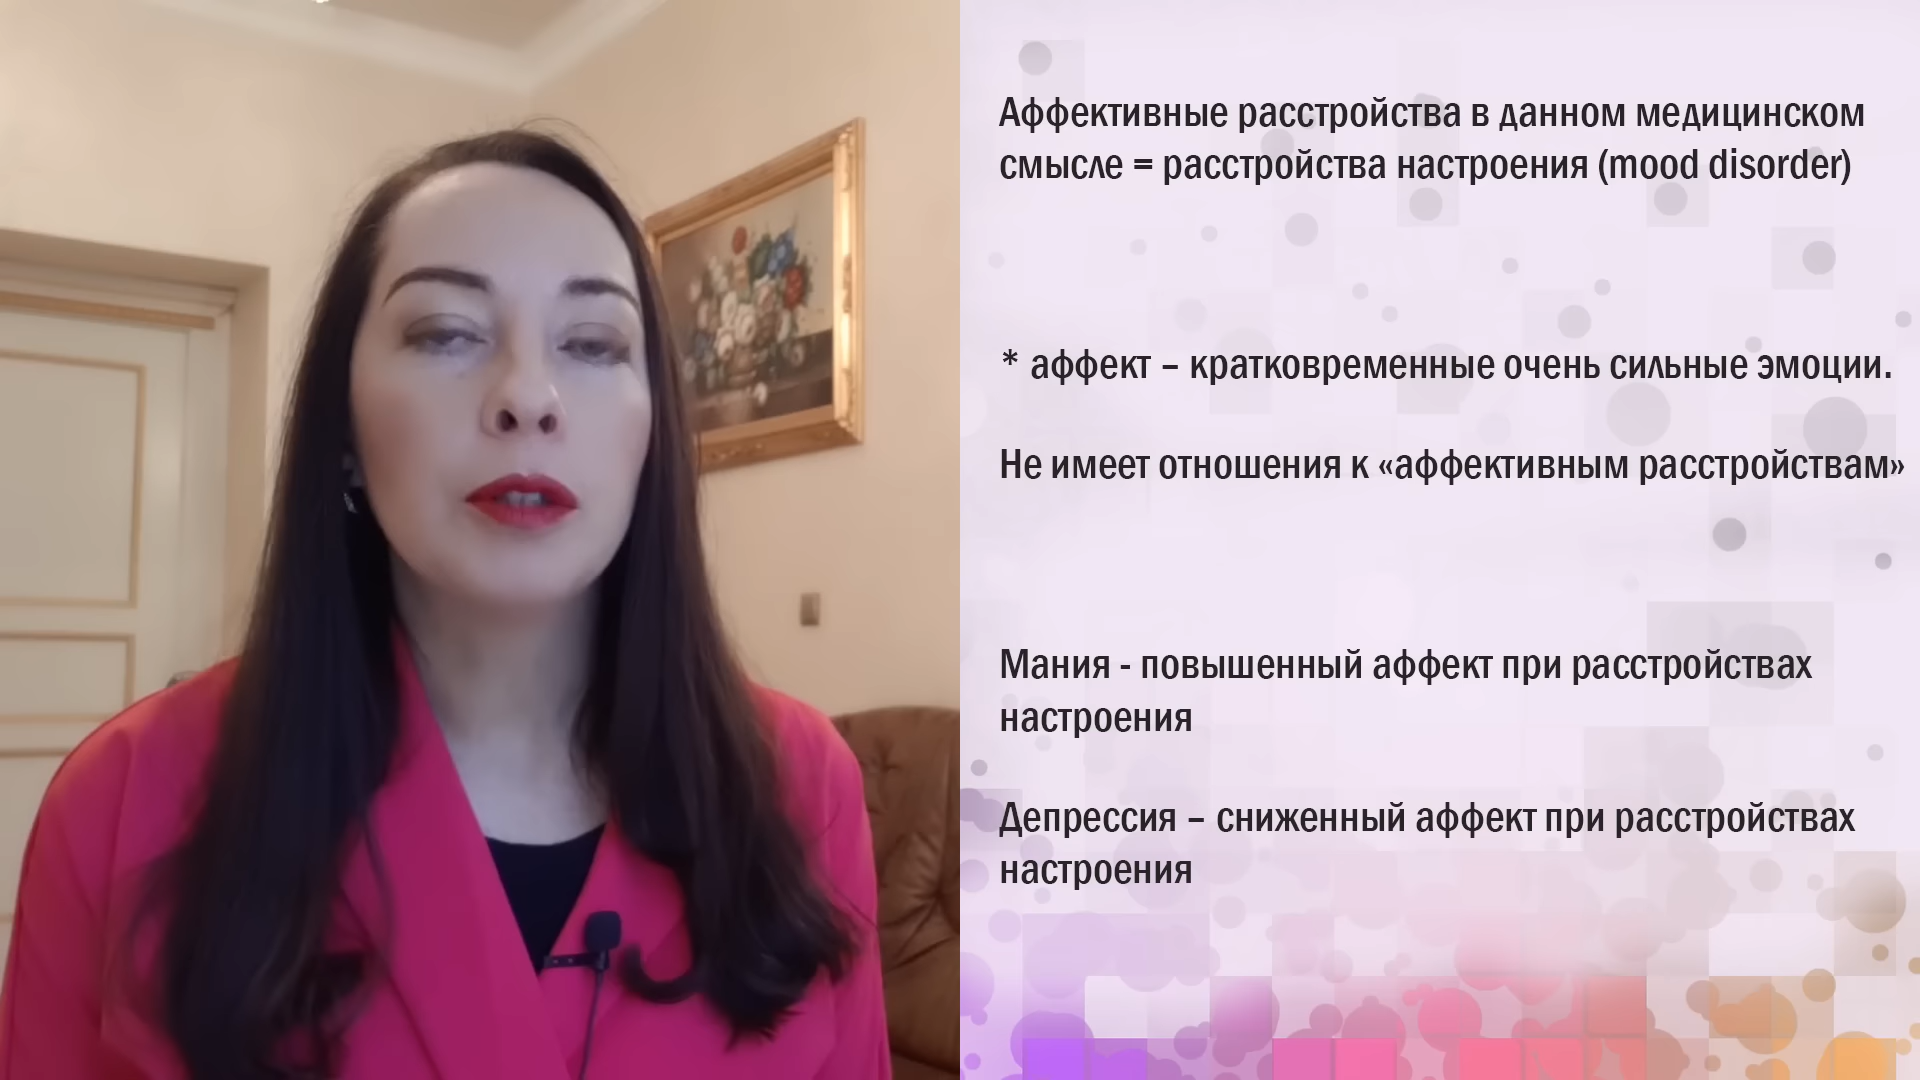 Аффективные расстройства в данном медицинском
смысле = расстройства настроения (mood disorder)
* аффект – кратковременные очень сильные эмоции.
Не имеет отношения к «аффективным расстройствам»
Мания - повышенный аффект при расстройствах
настроения
Депрессия – сниженный аффект при расстройствах
настроения